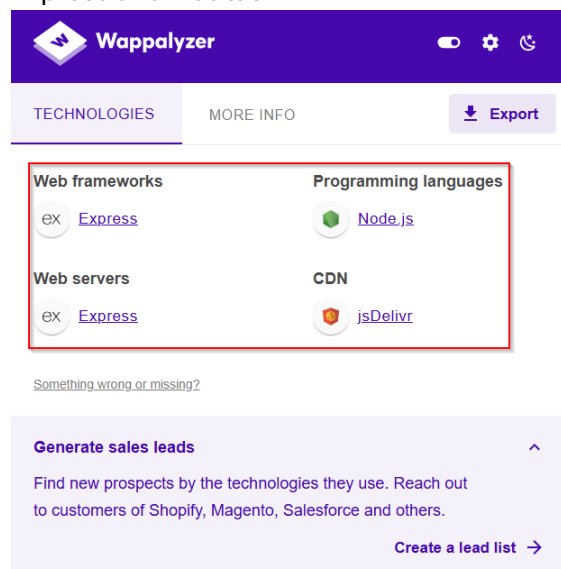 Wappalyzer
TECHNOLOGIES MORE INFO Export
Web frameworks Programming languages
ex Express Node.js
Web servers CDN
ex Express jsDelivr
Something wrong or missing?
Generate sales leads
Find new prospects by the technologies they use. Reach out
to customers of Shopify, Magento, Salesforce and others.
Create a lead list →